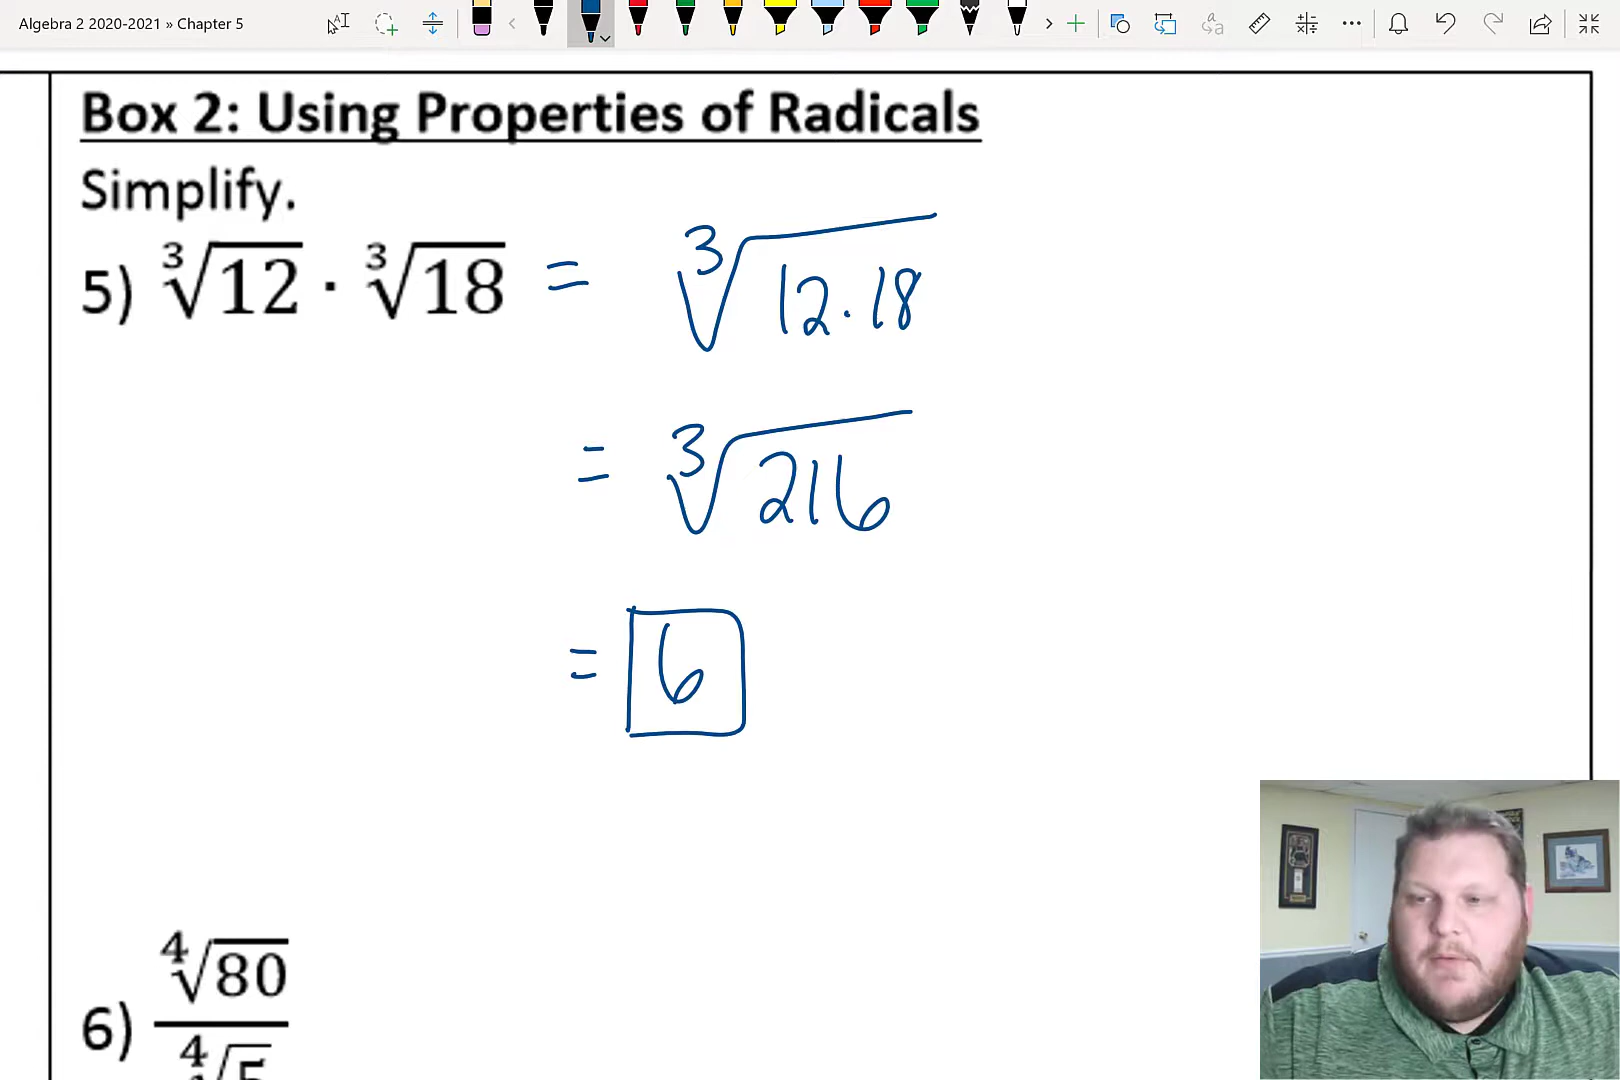 Algebra 2 2020-2021 » Chapter 5
Box 2: Using Properties of Radicals
Simplify.
5) ∛12 · ∛18 = ∛12·18
= ∛216
= 6
6) ∜80
∜5